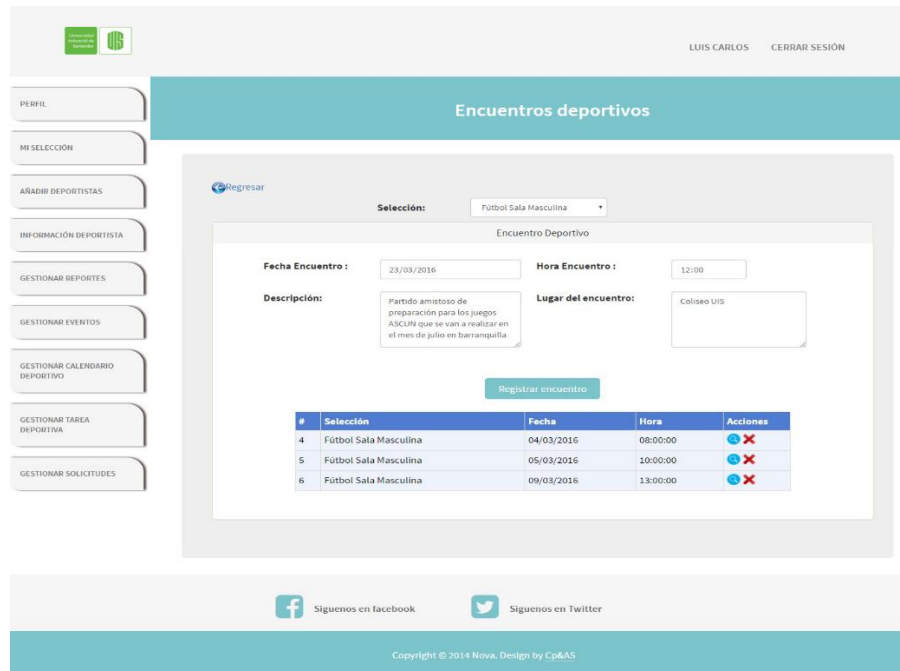 Universidad
Industrial de
Santander
UIS
LUIS CARLOS CERRAR SESIÓN
PERFIL
MI SELECCIÓN
AÑADIR DEPORTISTAS
INFORMACIÓN DEPORTISTA
GESTIONAR REPORTES
GESTIONAR EVENTOS
GESTIONAR CALENDARIO
DEPORTIVO
GESTIONAR TAREA
DEPORTIVA
GESTIONAR SOLICITUDES
Encuentros deportivos
Regresar
Selección: Fútbol Sala Masculina
Encuentro Deportivo
Fecha Encuentro : 23/03/2016 Hora Encuentro : 12:00
Descripción:
Partido amistoso de
preparación para los juegos
ASCUN que se van a realizar en
el mes de julio en barranquilla
Lugar del encuentro: Coliseo UIS
Registrar encuentro
# Selección Fecha Hora Acciones
4 Fútbol Sala Masculina 04/03/2016 08:00:00
5 Fútbol Sala Masculina 05/03/2016 10:00:00
6 Fútbol Sala Masculina 09/03/2016 13:00:00
Siguenos en facebook Siguenos en Twitter
Copyright © 2014 Nova. Design by Cp&AS